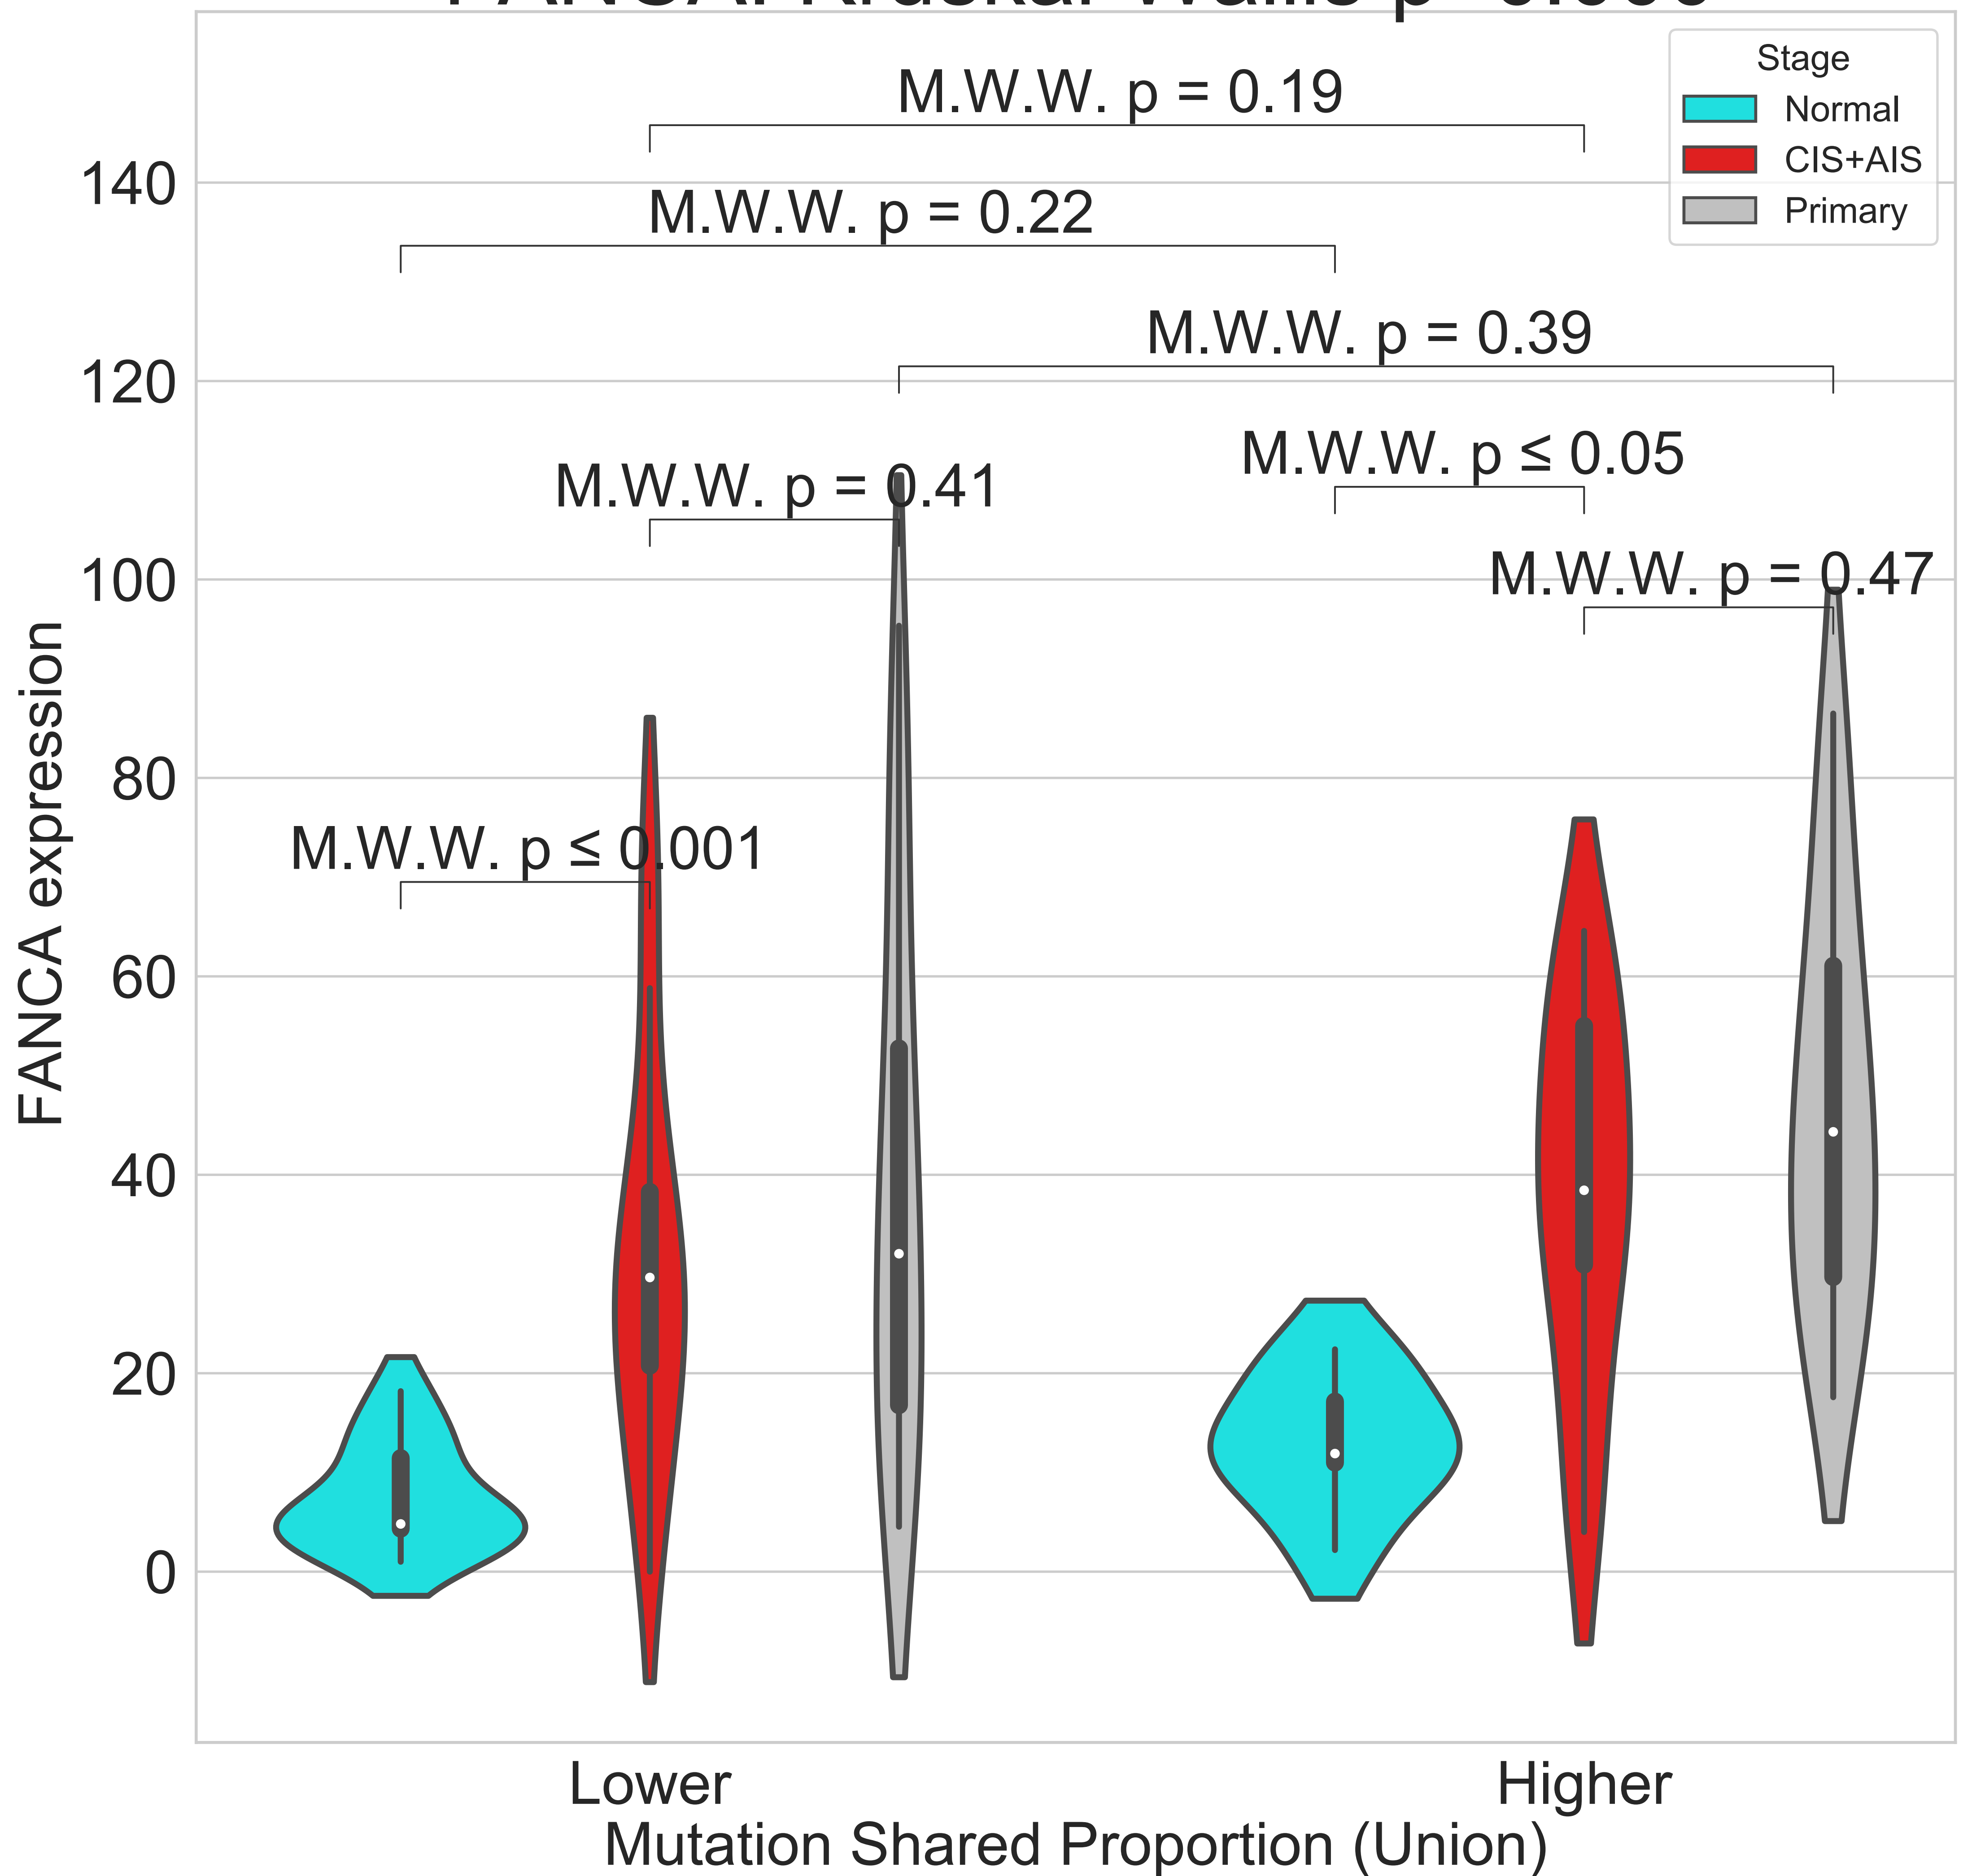 Stage
Normal
CIS+AIS
Primary
M.W.W. p = 0.19
M.W.W. p = 0.22
M.W.W. p = 0.39
M.W.W. p ≤ 0.05
M.W.W. p = 0.41
M.W.W. p = 0.47
M.W.W. p ≤ 0.001
FANCA expression
140
120
100
80
60
40
20
0
Lower
Higher
Mutation Shared Proportion (Union)